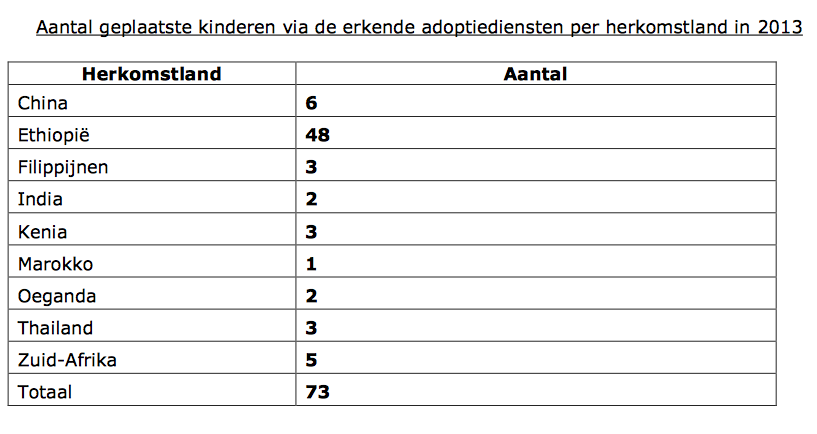 Aantal geplaatste kinderen via de erkende adoptiediensten per herkomstland in 2013
Herkomstland Aantal
China 6
Ethiopië 48
Filippijnen 3
India 2
Kenia 3
Marokko 1
Oeganda 2
Thailand 3
Zuid-Afrika 5
Totaal 73